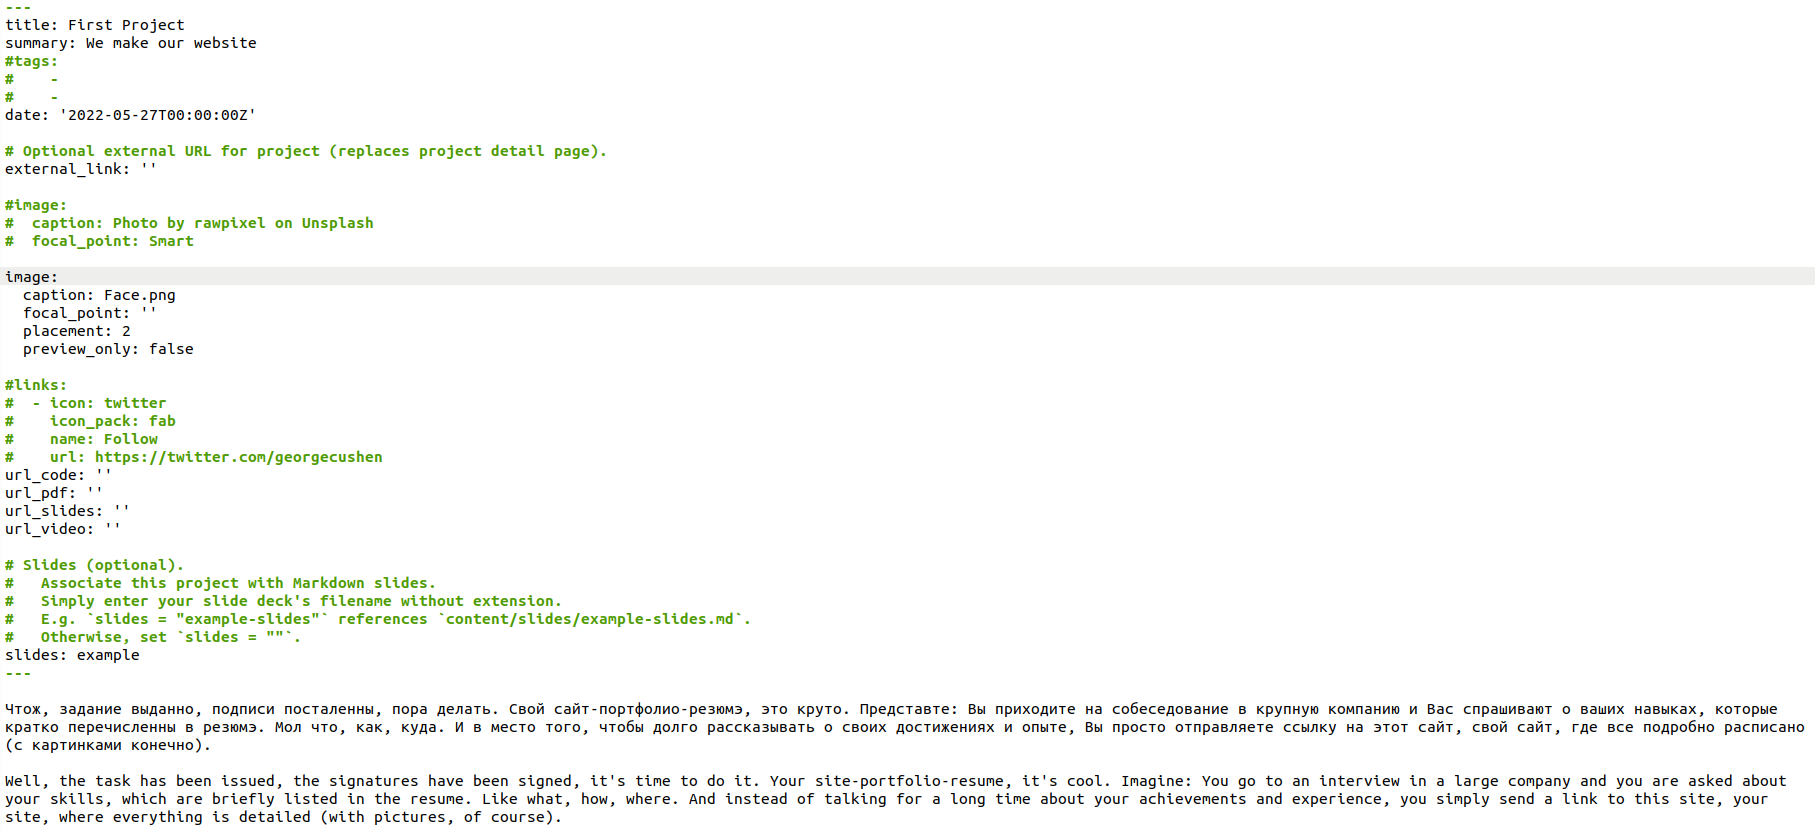 ---
title: First Project
summary: We make our website
#tags:
#    -
#    -
date: '2022-05-27T00:00:00Z'
# Optional external URL for project (replaces project detail page).
external_link: ''
#image:
#  caption: Photo by rawpixel on Unsplash
#  focal_point: Smart
image:
  caption: Face.png
  focal_point: ''
  placement: 2
  preview_only: false
#links:
#  - icon: twitter
#    icon_pack: fab
#    name: Follow
#    url: https://twitter.com/georgecushen
url_code: ''
url_pdf: ''
url_slides: ''
url_video: ''
# Slides (optional).
#   Associate this project with Markdown slides.
#   Simply enter your slide deck's filename without extension.
#   E.g. `slides = "example-slides"` references `content/slides/example-slides.md`.
#   Otherwise, set `slides = ""`.
slides: example
---
Чтож, задание выданно, подписи посталенны, пора делать. Свой сайт-портфолио-резюмэ, это круто. Представте: Вы приходите на собеседование в крупную компанию и Вас спрашивают о ваших навыках, которые
кратко перечисленны в резюмэ. Мол что, как, куда. И в место того, чтобы долго рассказывать о своих достижениях и опыте, Вы просто отправляете ссылку на этот сайт, свой сайт, где все подробно расписано
(с картинками конечно).
Well, the task has been issued, the signatures have been signed, it's time to do it. Your site-portfolio-resume, it's cool. Imagine: You go to an interview in a large company and you are asked about
your skills, which are briefly listed in the resume. Like what, how, where. And instead of talking for a long time about your achievements and experience, you simply send a link to this site, your
site, where everything is detailed (with pictures, of course).